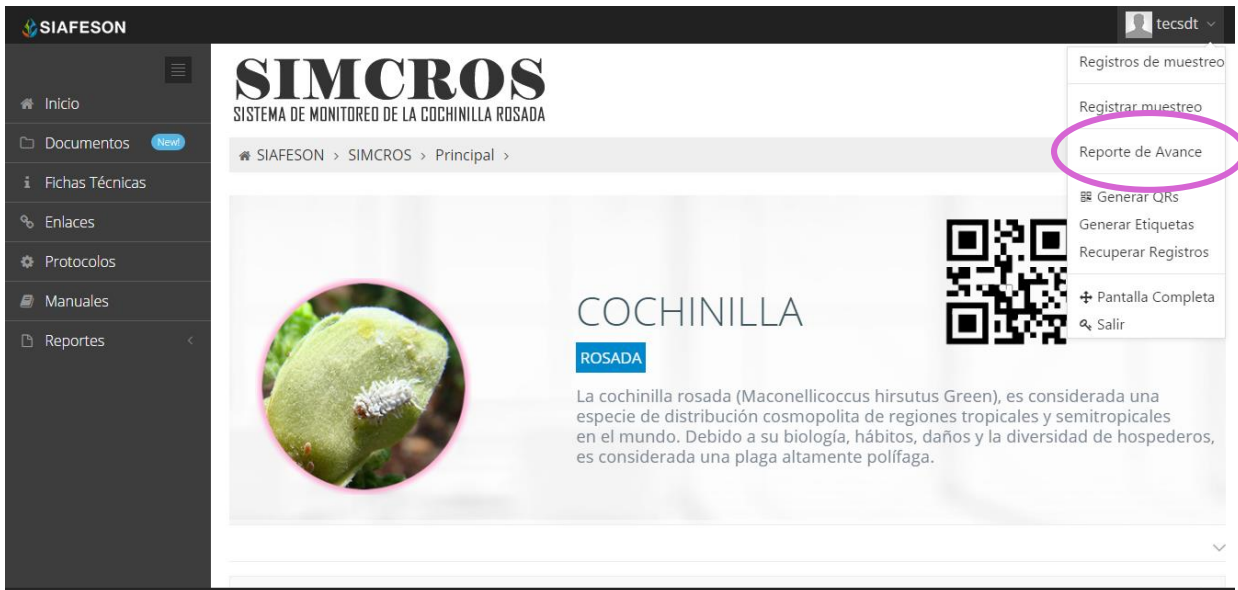 SIAFESON
tecsdt
Inicio
Documentos New!
Fichas Técnicas
Enlaces
Protocolos
Manuales
Reportes
SIMCROS
SISTEMA DE MONITOREO DE LA COCHINILLA ROSADA
SIAFESON > SIMCROS > Principal >
Registros de muestreo
Registrar muestreo
Reporte de Avance
Generar QRs
Generar Etiquetas
Recuperar Registros
Pantalla Completa
Salir
COCHINILLA
ROSADA
La cochinilla rosada (Maconellicoccus hirsutus Green), es considerada una
especie de distribución cosmopolita de regiones tropicales y semitropicales
en el mundo. Debido a su biología, hábitos, daños y la diversidad de hospederos,
es considerada una plaga altamente polífaga.